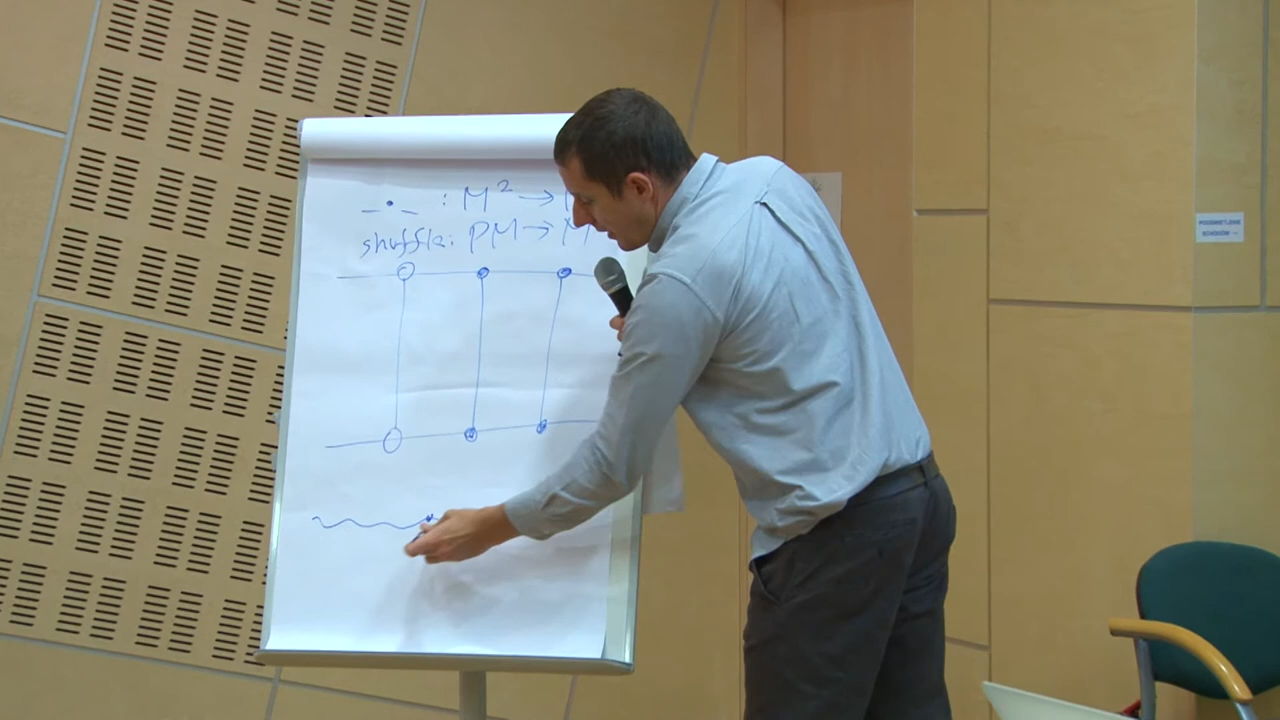 _ · _ : M² → M
shuffle: PM → M